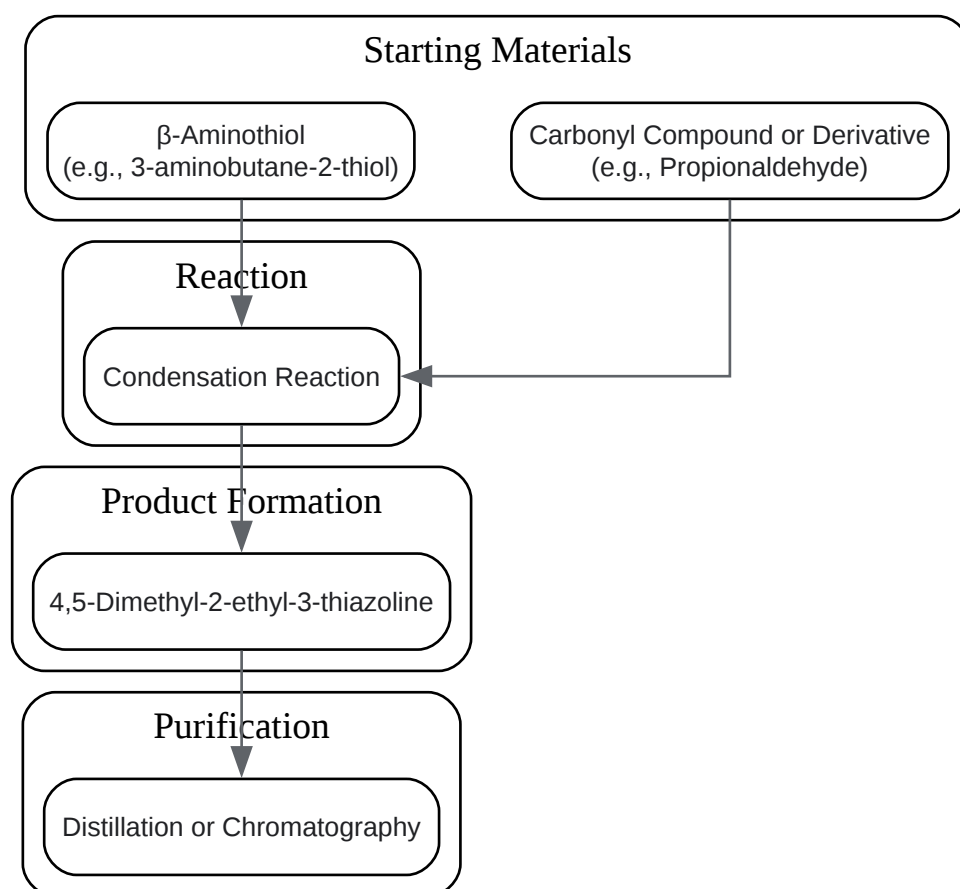 Starting Materials
β-Aminothiol
(e.g., 3-aminobutane-2-thiol)
Carbonyl Compound or Derivative
(e.g., Propionaldehyde)
Reaction
Condensation Reaction
Product Formation
4,5-Dimethyl-2-ethyl-3-thiazoline
Purification
Distillation or Chromatography